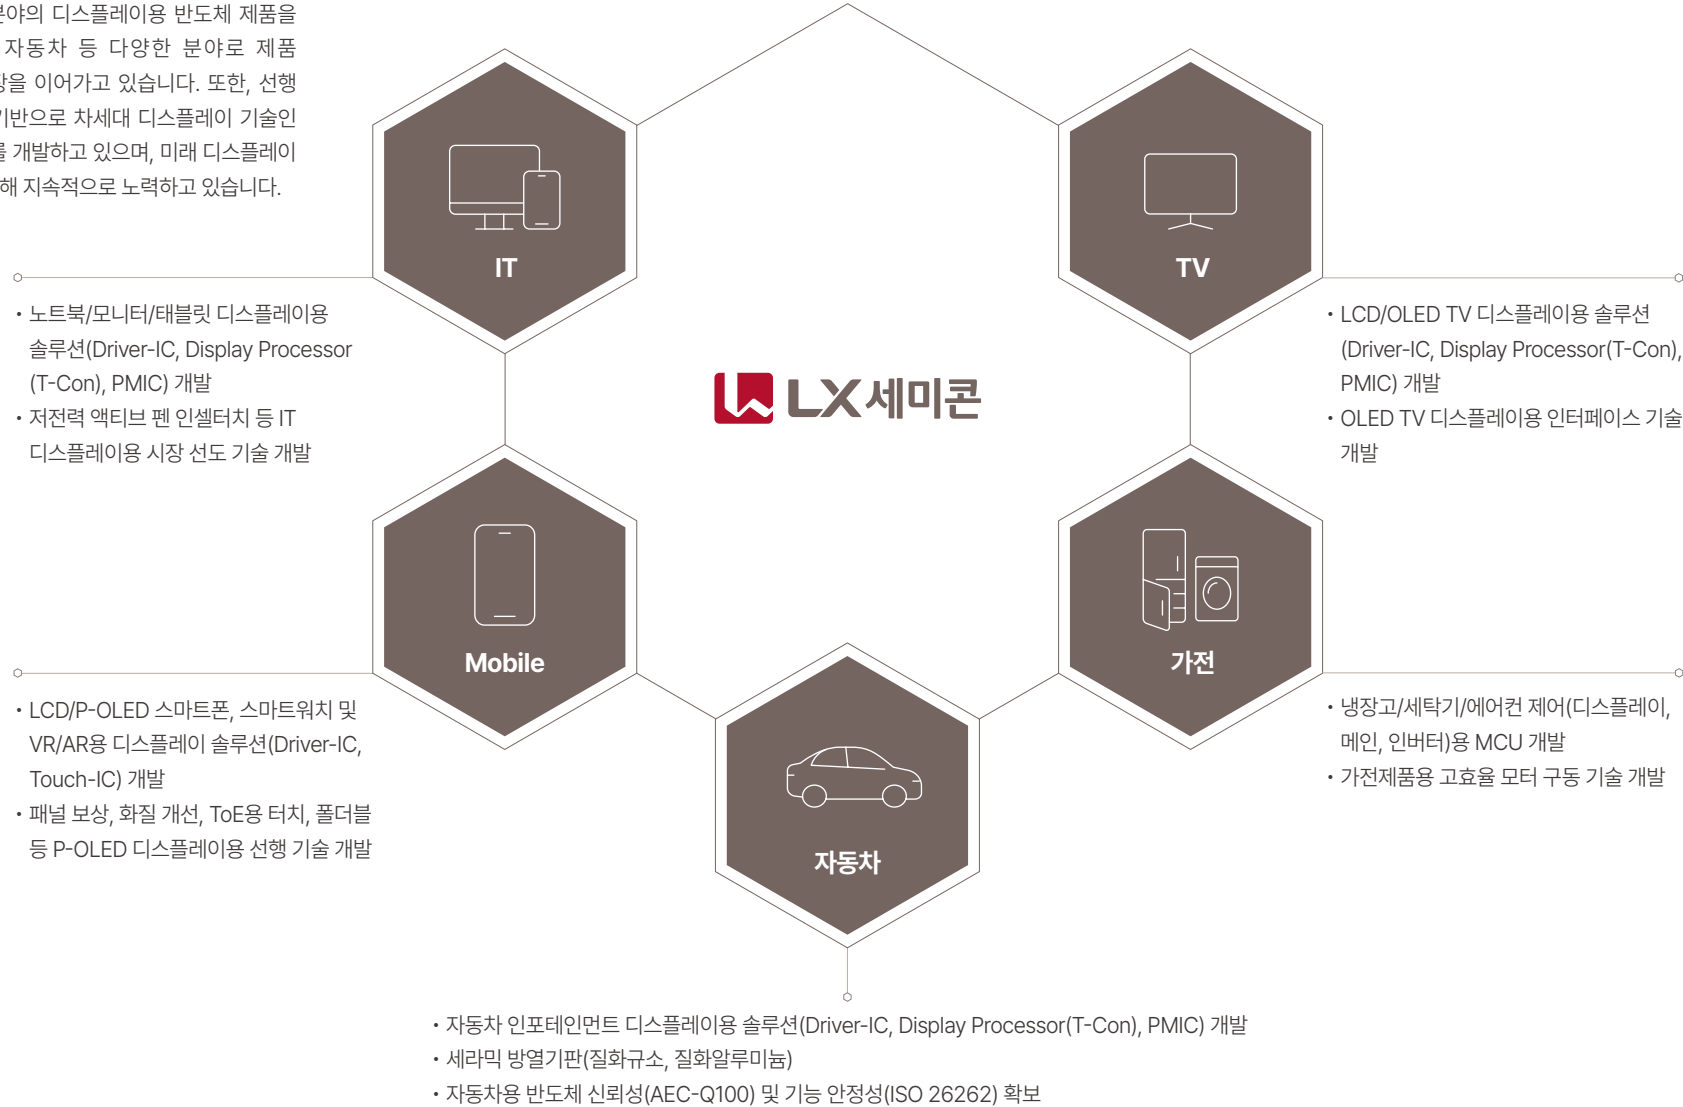 분야의 디스플레이용 반도체 제품을
자동차 등 다양한 분야로 제품
장을 이어가고 있습니다. 또한, 선행
기반으로 차세대 디스플레이 기술인
를 개발하고 있으며, 미래 디스플레이
해 지속적으로 노력하고 있습니다.
IT
TV
• 노트북/모니터/태블릿 디스플레이용
솔루션(Driver-IC, Display Processor
(T-Con), PMIC) 개발
• 저전력 액티브 펜 인셀터치 등 IT
디스플레이용 시장 선도 기술 개발
• LCD/OLED TV 디스플레이용 솔루션
(Driver-IC, Display Processor(T-Con),
PMIC) 개발
• OLED TV 디스플레이용 인터페이스 기술
개발
LX세미콘
Mobile
가전
• LCD/P-OLED 스마트폰, 스마트워치 및
VR/AR용 디스플레이 솔루션(Driver-IC,
Touch-IC) 개발
• 패널 보상, 화질 개선, ToE용 터치, 폴더블
등 P-OLED 디스플레이용 선행 기술 개발
• 냉장고/세탁기/에어컨 제어(디스플레이,
메인, 인버터)용 MCU 개발
• 가전제품용 고효율 모터 구동 기술 개발
자동차
• 자동차 인포테인먼트 디스플레이용 솔루션(Driver-IC, Display Processor(T-Con), PMIC) 개발
• 세라믹 방열기판(질화규소, 질화알루미늄)
• 자동차용 반도체 신뢰성(AEC-Q100) 및 기능 안정성(ISO 26262) 확보